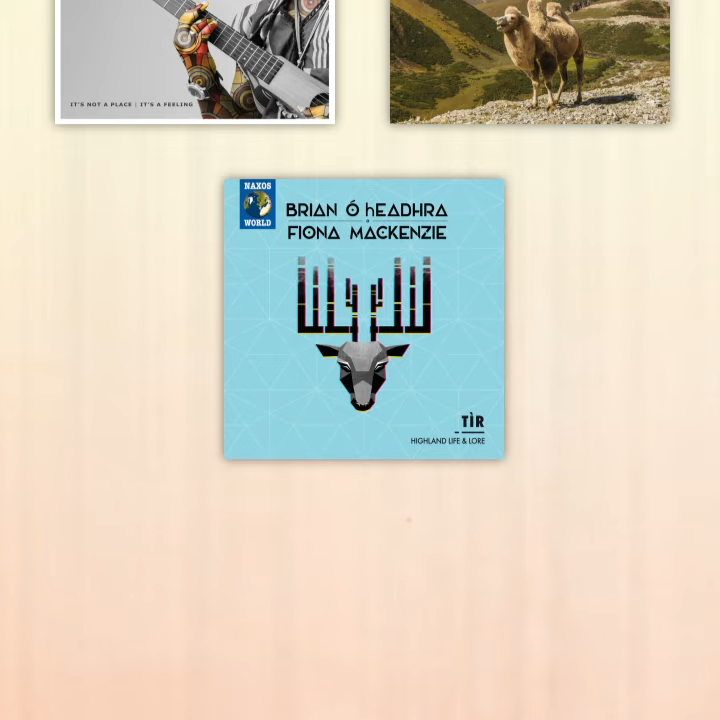 IT'S NOT A PLACE | IT'S A FEELING
NAXOS
WORLD
BRIAN Ó hEADHRA
FIONA MACKENZIE
TÌR
HIGHLAND LIFE & LORE